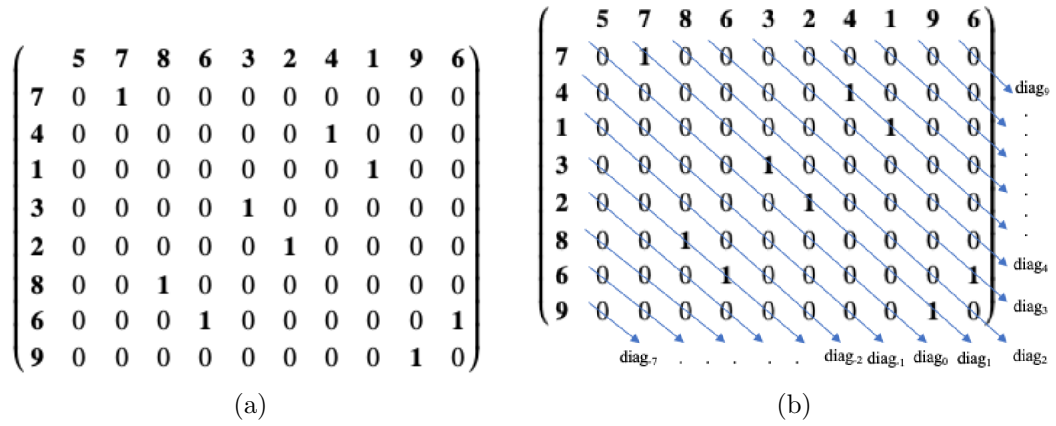 5 7 8 6 3 2 4 1 9 6
7 0 1 0 0 0 0 0 0 0 0
4 0 0 0 0 0 0 1 0 0 0
1 0 0 0 0 0 0 0 1 0 0
3 0 0 0 0 1 0 0 0 0 0
2 0 0 0 0 0 1 0 0 0 0
8 0 0 1 0 0 0 0 0 0 0
6 0 0 0 1 0 0 0 0 0 1
9 0 0 0 0 0 0 0 0 1 0
(a)
5 7 8 6 3 2 4 1 9 6
7 0 1 0 0 0 0 0 0 0 0
4 0 0 0 0 0 0 1 0 0 0 diag₉
1 0 0 0 0 0 0 0 1 0 0
3 0 0 0 0 1 0 0 0 0 0
2 0 0 0 0 0 1 0 0 0 0
8 0 0 1 0 0 0 0 0 0 0 diag₄
6 0 0 0 1 0 0 0 0 0 1 diag₃
9 0 0 0 0 0 0 0 0 1 0
diag₋₇ . . . . diag₋₂ diag₋₁ diag₀ diag₁ diag₂
(b)